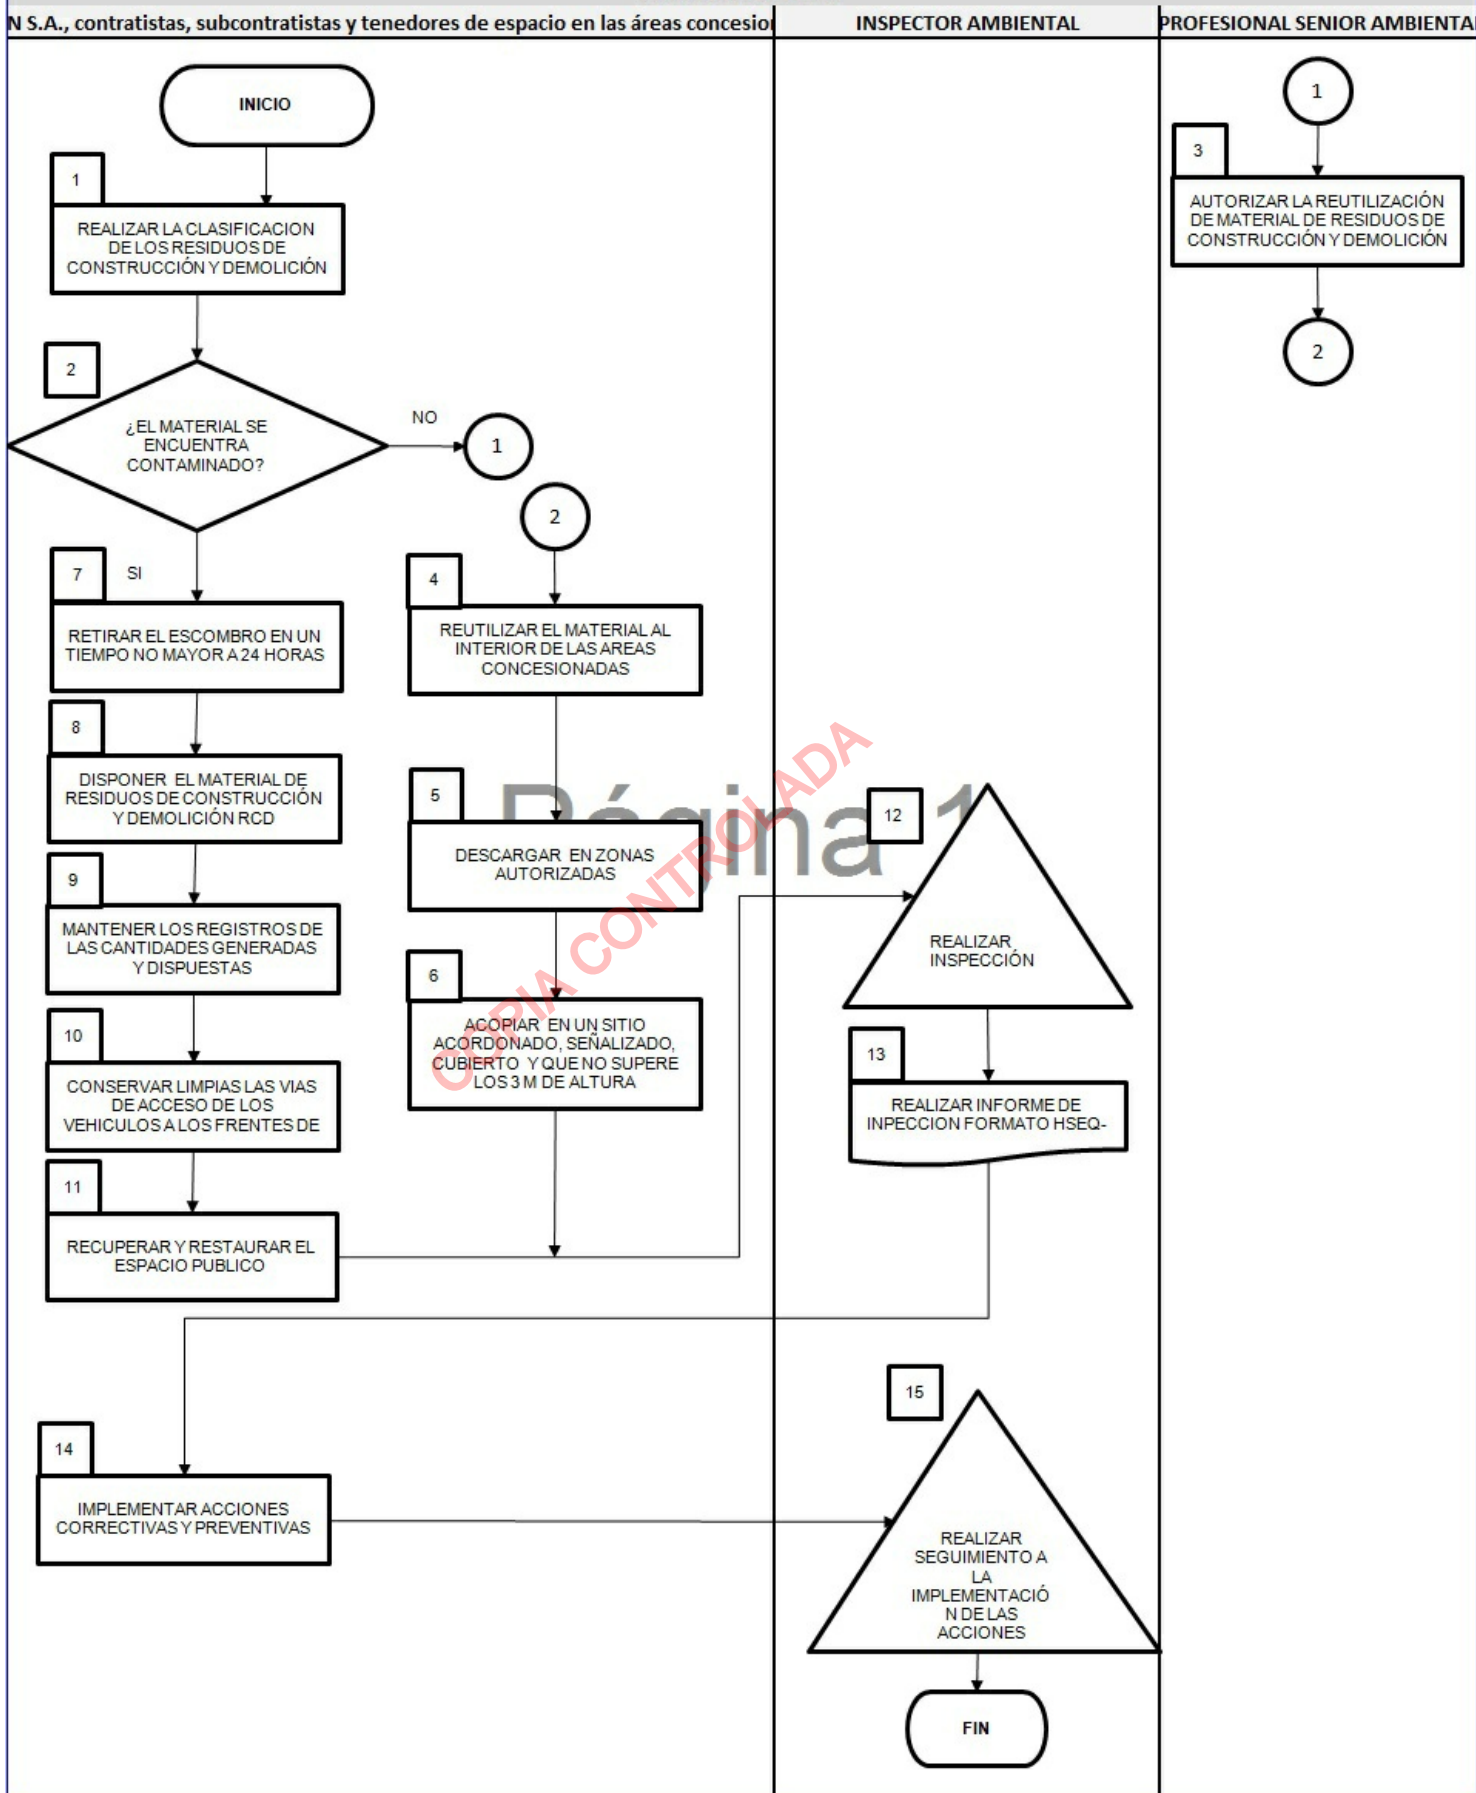 N S.A., contratistas, subcontratistas y tenedores de espacio en las áreas concesio
INSPECTOR AMBIENTAL
PROFESIONAL SENIOR AMBIENTAL
INICIO
1
REALIZAR LA CLASIFICACION
DE LOS RESIDUOS DE
CONSTRUCCIÓN Y DEMOLICIÓN
2
¿EL MATERIAL SE
ENCUENTRA
CONTAMINADO?
NO
1
SI
7
RETIRAR EL ESCOMBRO EN UN
TIEMPO NO MAYOR A 24 HORAS
8
DISPONER EL MATERIAL DE
RESIDUOS DE CONSTRUCCIÓN
Y DEMOLICIÓN RCD
9
MANTENER LOS REGISTROS DE
LAS CANTIDADES GENERADAS
Y DISPUESTAS
10
CONSERVAR LIMPIAS LAS VIAS
DE ACCESO DE LOS
VEHICULOS A LOS FRENTES DE
11
RECUPERAR Y RESTAURAR EL
ESPACIO PUBLICO
2
4
REUTILIZAR EL MATERIAL AL
INTERIOR DE LAS AREAS
CONCESIONADAS
5
DESCARGAR EN ZONAS
AUTORIZADAS
6
ACOPIAR EN UN SITIO
ACORDONADO, SEÑALIZADO,
CUBIERTO Y QUE NO SUPERE
LOS 3 M DE ALTURA
Página 1
COPIA CONTROLADA
1
3
AUTORIZAR LA REUTILIZACIÓN
DE MATERIAL DE RESIDUOS DE
CONSTRUCCIÓN Y DEMOLICIÓN
2
12
REALIZAR
INSPECCIÓN
13
REALIZAR INFORME DE
INPECCION FORMATO HSEQ-
14
IMPLEMENTAR ACCIONES
CORRECTIVAS Y PREVENTIVAS
15
REALIZAR
SEGUIMIENTO A
LA
IMPLEMENTACIÓ
N DE LAS
ACCIONES
FIN